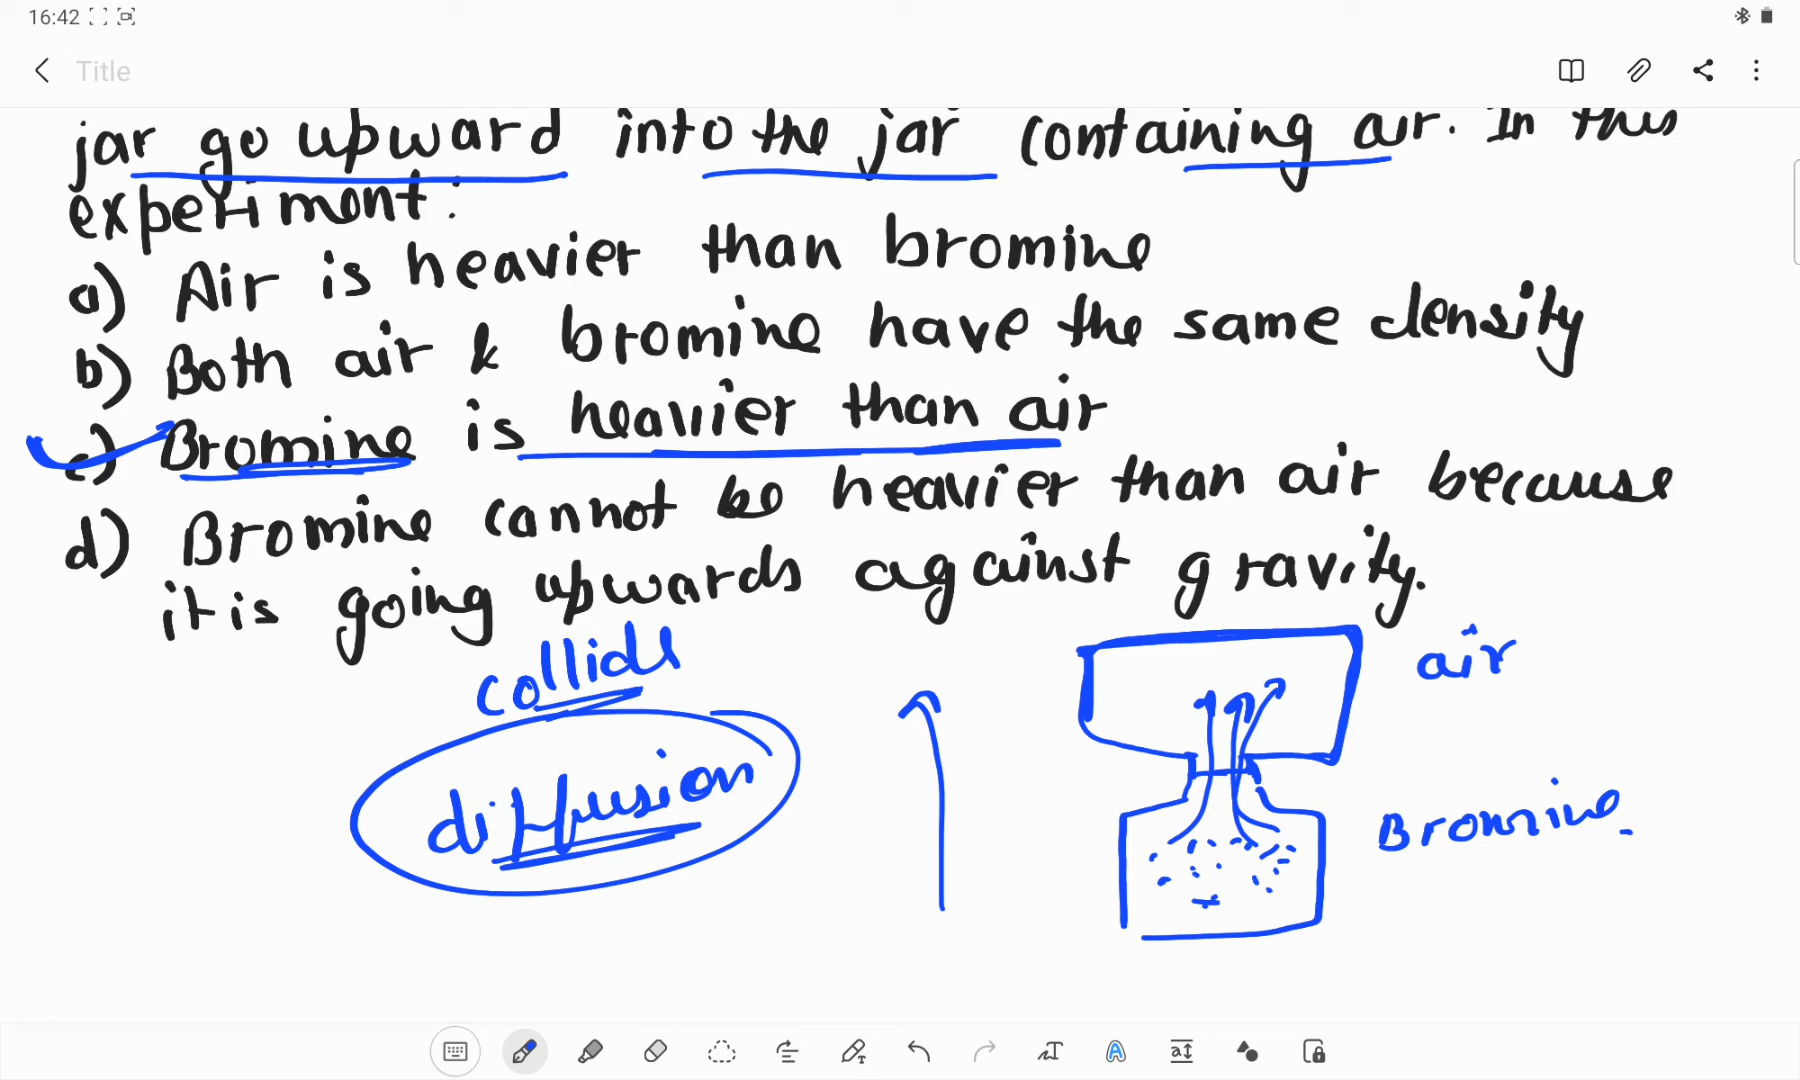 16:42
Title
jar go upward into the jar containing air. In this
experiment:
a) Air is heavier than bromine
b) Both air & bromine have the same density
c) Bromine is heavier than air
d) Bromine cannot be heavier than air because
it is going upwards against gravity.
collide
diffusion
air
Bromine